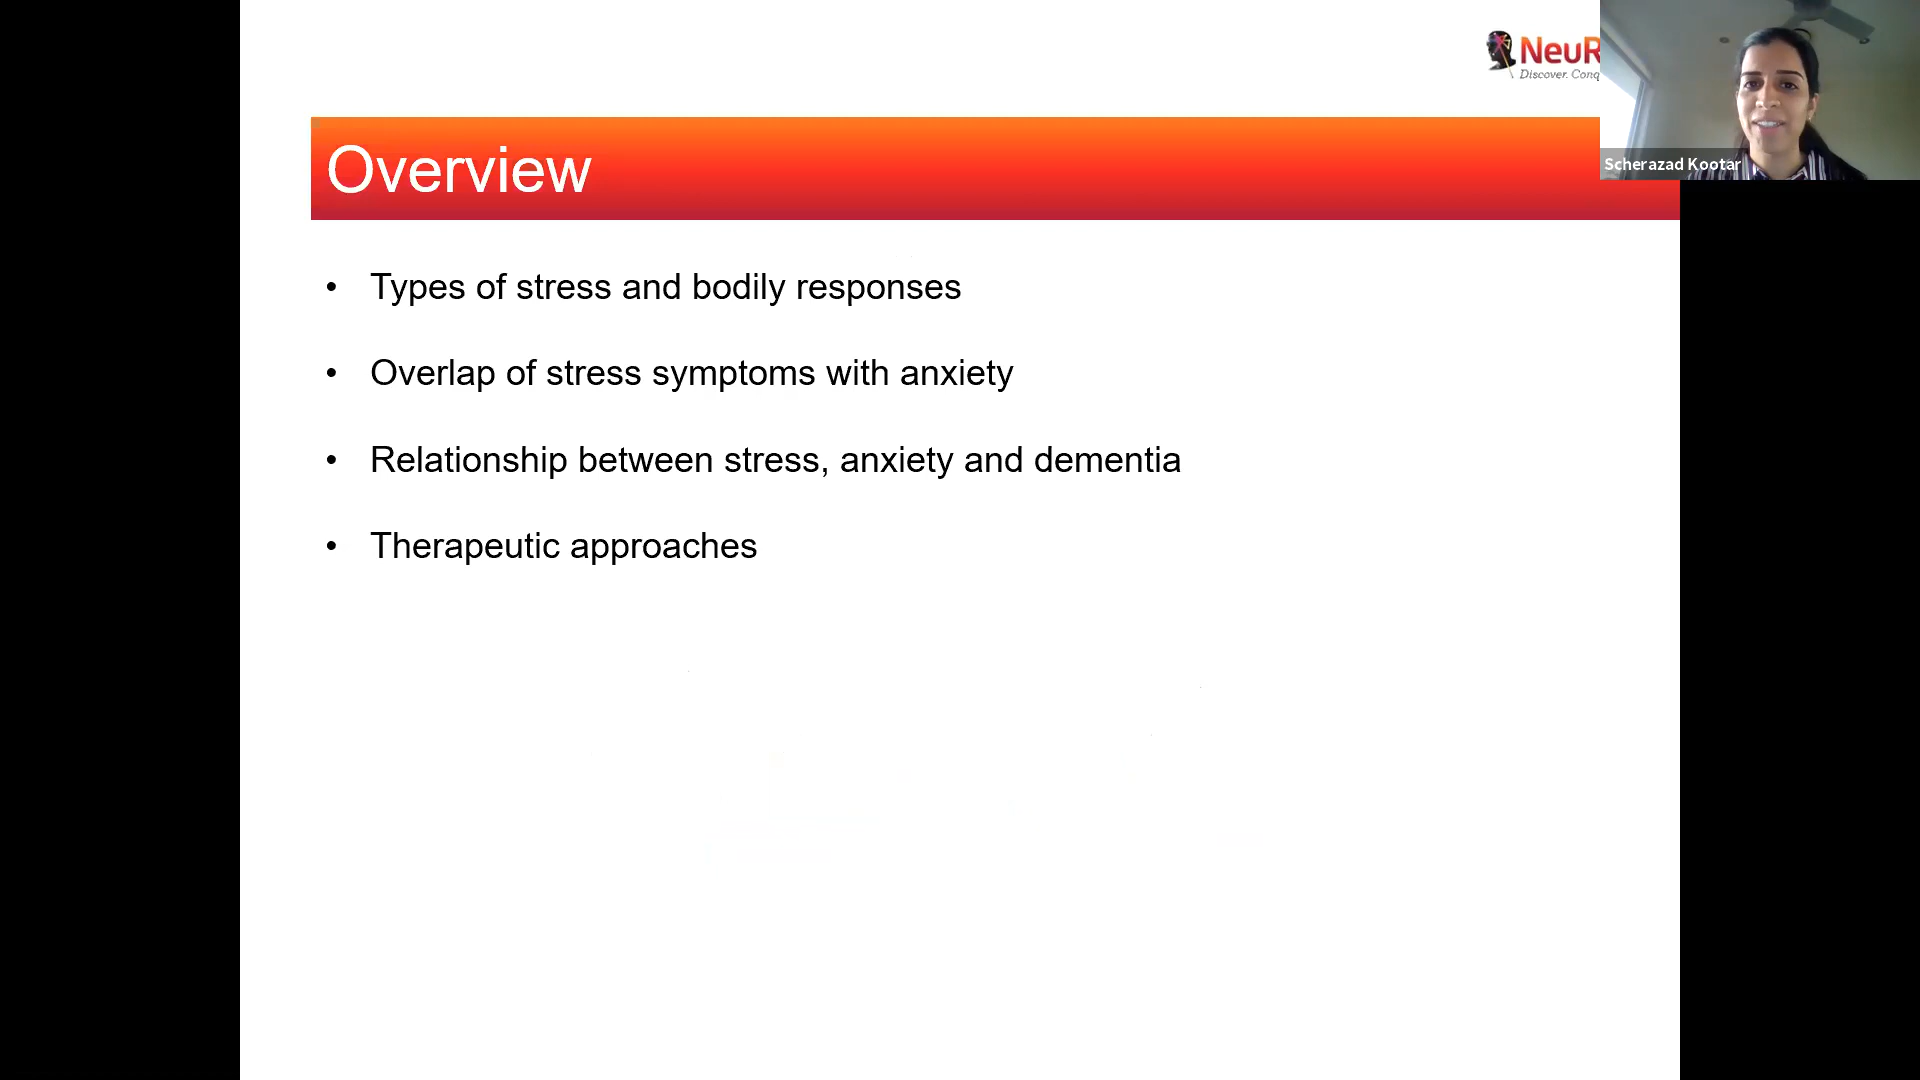 NeuR
Discover. Conq
Scherazad Kootar
Overview
• Types of stress and bodily responses
• Overlap of stress symptoms with anxiety
• Relationship between stress, anxiety and dementia
• Therapeutic approaches